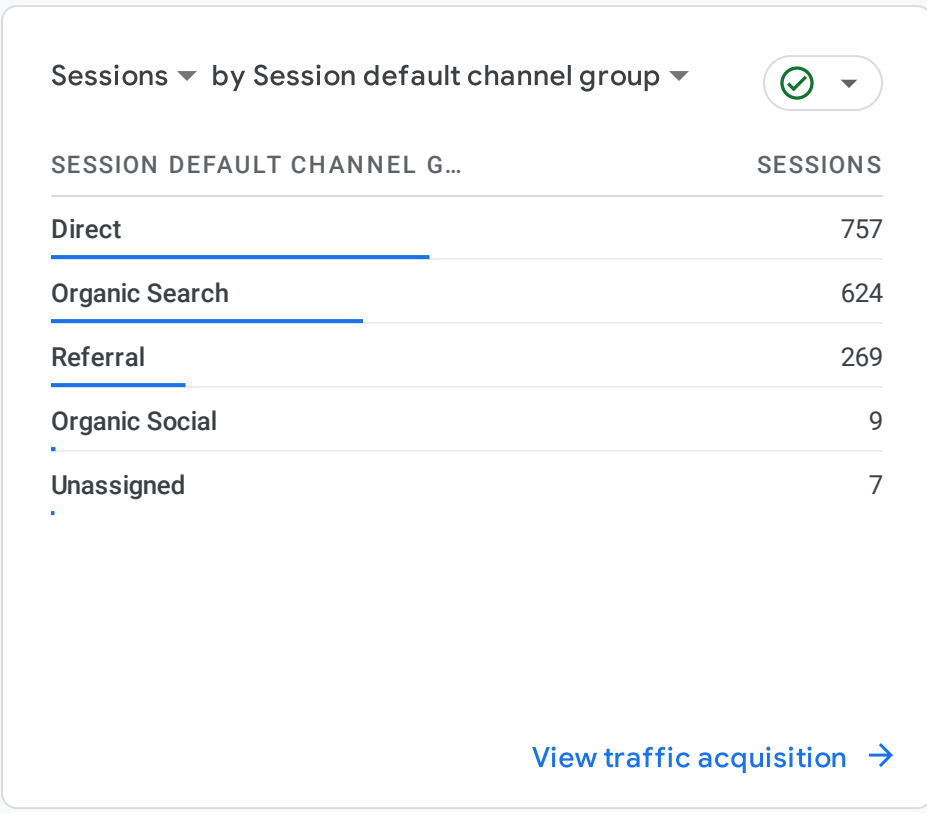 Sessions by Session default channel group
SESSION DEFAULT CHANNEL G… SESSIONS
Direct 757
Organic Search 624
Referral 269
Organic Social 9
Unassigned 7
View traffic acquisition